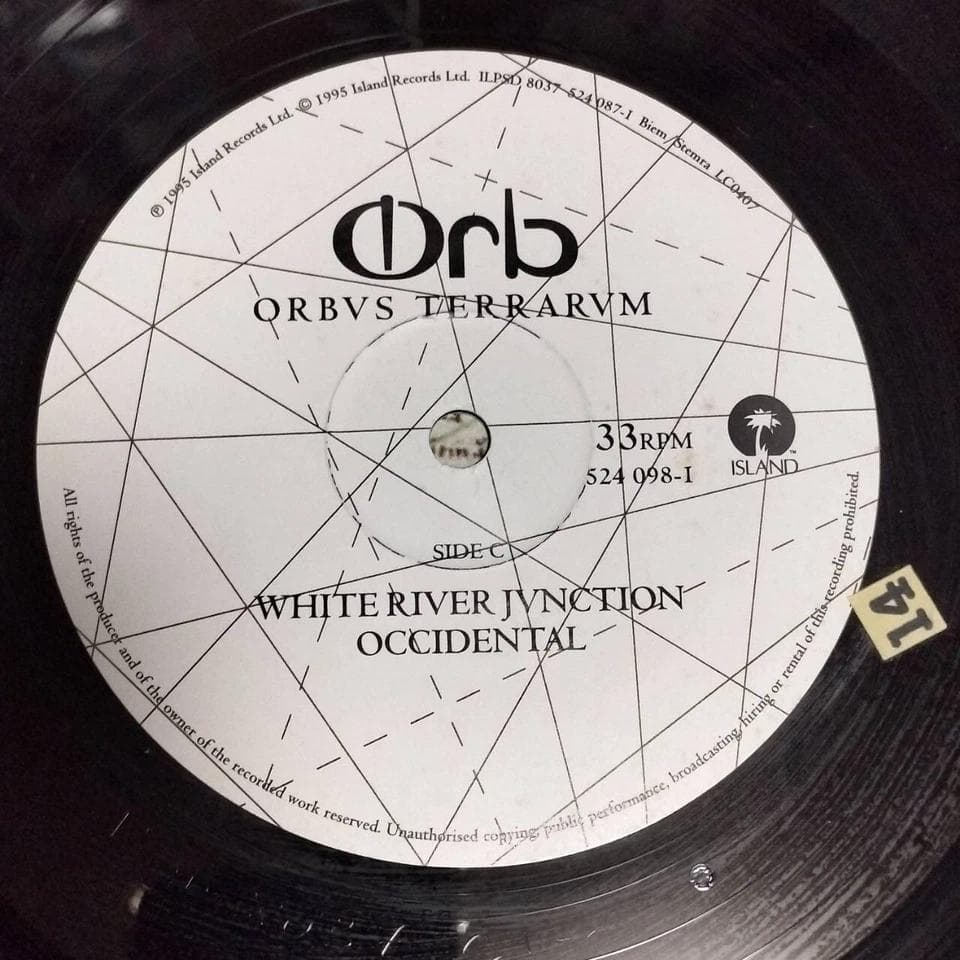 ℗ 1995 Island Records Ltd. © 1995 Island Records Ltd. ILPSD 8037 524 087-1 Biem/Stemra LC0407
Orb
ORBVS TERRARVM
33RPM
524 098-1
ISLAND™
SIDE C
WHITE RIVER JVNCTION
OCCIDENTAL
All rights of the producer and of the owner of the recorded work reserved. Unauthorised copying, public performance, broadcasting, hiring or rental of this recording prohibited.
14